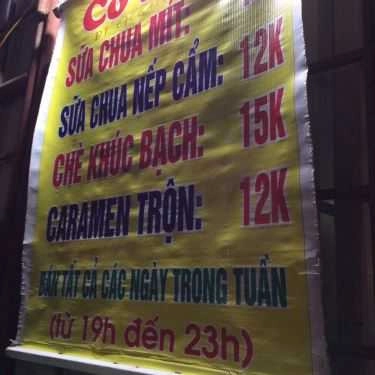 SỮA CHUA MÍT:
SỮA CHUA NẾP CẨM: 12K
CHÈ KHÚC BẠCH: 15K
CARAMEN TRỘN: 12K
BÁN TẤT CẢ CÁC NGÀY TRONG TUẦN
(từ 19h đến 23h)